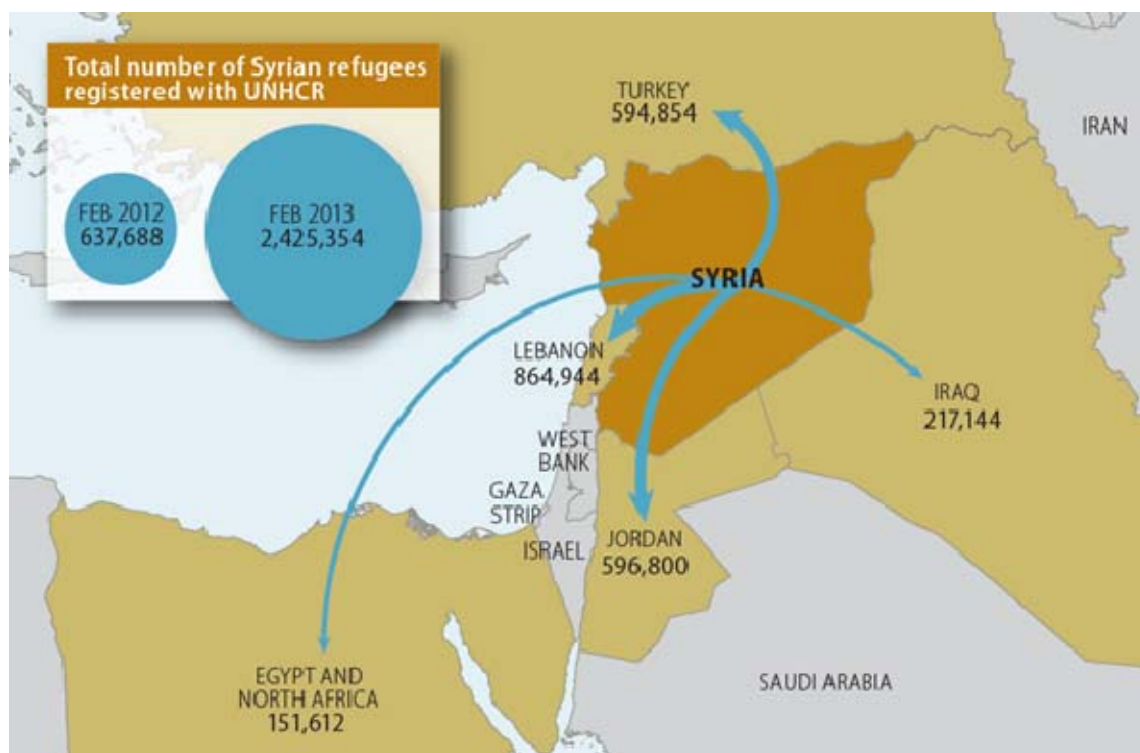 Total number of Syrian refugees
registered with UNHCR
FEB 2012
637,688
FEB 2013
2,425,354
TURKEY
594,854
IRAN
SYRIA
LEBANON
864,944
IRAQ
217,144
WEST
BANK
GAZA
STRIP
ISRAEL
JORDAN
596,800
EGYPT AND
NORTH AFRICA
151,612
SAUDI ARABIA